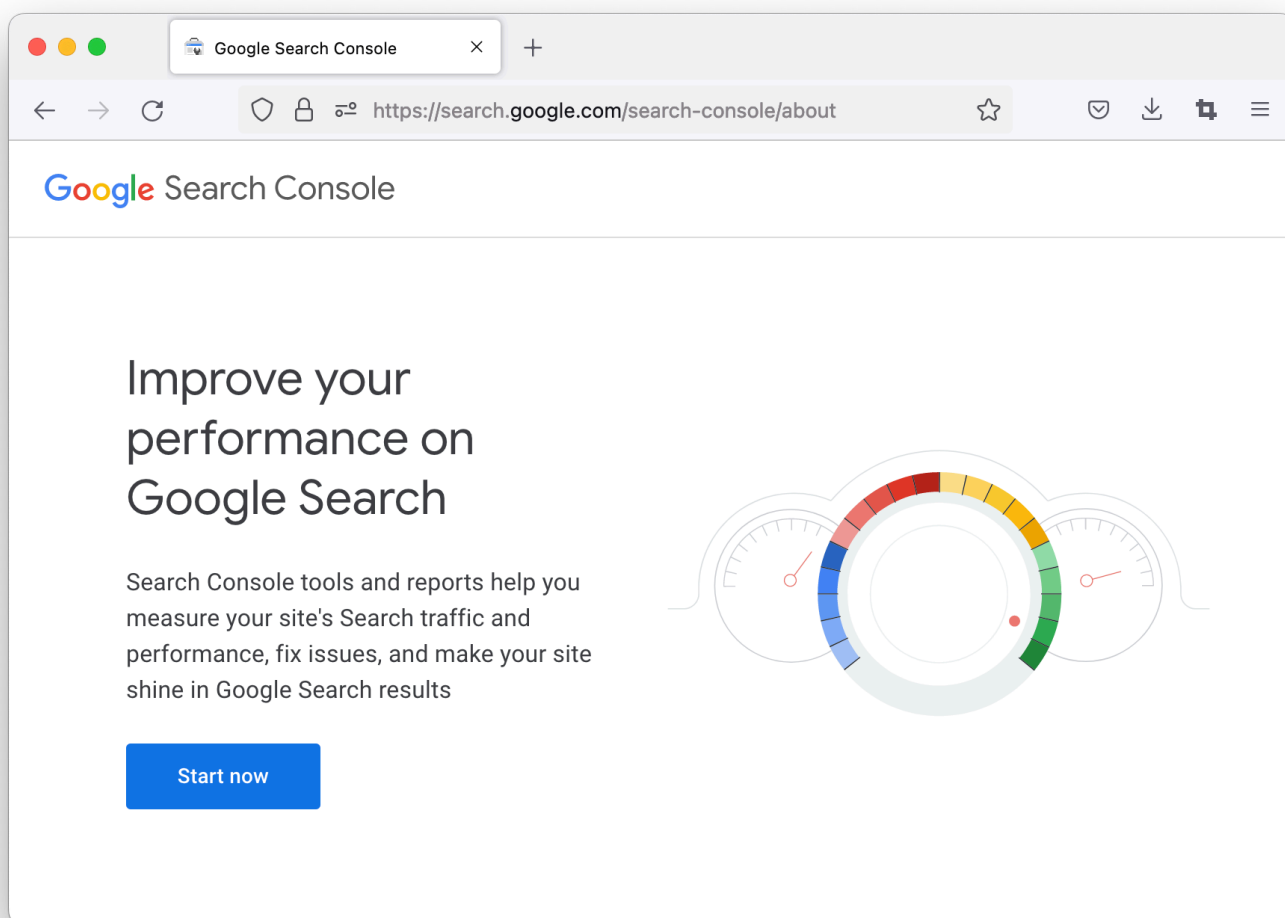 Google Search Console
https://search.google.com/search-console/about
Google Search Console
Improve your
performance on
Google Search
Search Console tools and reports help you
measure your site's Search traffic and
performance, fix issues, and make your site
shine in Google Search results
Start now